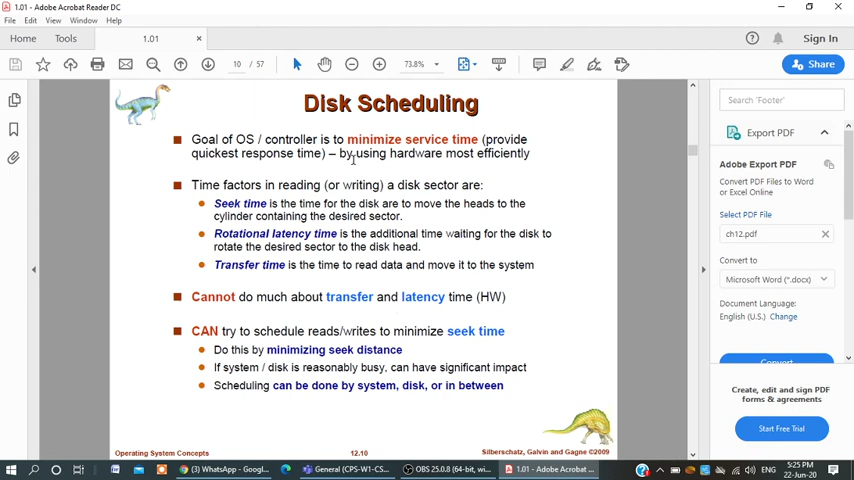 1.01 - Adobe Acrobat Reader DC
File Edit View Window Help
Home Tools 1.01 × Sign In
10 / 57 73.8% Share
Disk Scheduling
Goal of OS / controller is to minimize service time (provide
quickest response time) – by using hardware most efficiently
Time factors in reading (or writing) a disk sector are:
Seek time is the time for the disk are to move the heads to the
cylinder containing the desired sector.
Rotational latency time is the additional time waiting for the disk to
rotate the desired sector to the disk head.
Transfer time is the time to read data and move it to the system
Cannot do much about transfer and latency time (HW)
CAN try to schedule reads/writes to minimize seek time
Do this by minimizing seek distance
If system / disk is reasonably busy, can have significant impact
Scheduling can be done by system, disk, or in between
Operating System Concepts 12.10 Silberschatz, Galvin and Gagne ©2009
Search 'Footer'
Export PDF
Adobe Export PDF
Convert PDF Files to Word
or Excel Online
Select PDF File
ch12.pdf
Convert to
Microsoft Word (*.docx)
Document Language:
English (U.S.) Change
Convert
Create, edit and sign PDF
forms & agreements
Start Free Trial
(3) WhatsApp - Googl...
General (CPS-W1-CS...
OBS 25.0.8 (64-bit, wi...
1.01 - Adobe Acrobat...
ENG
5:25 PM
22-Jun-20